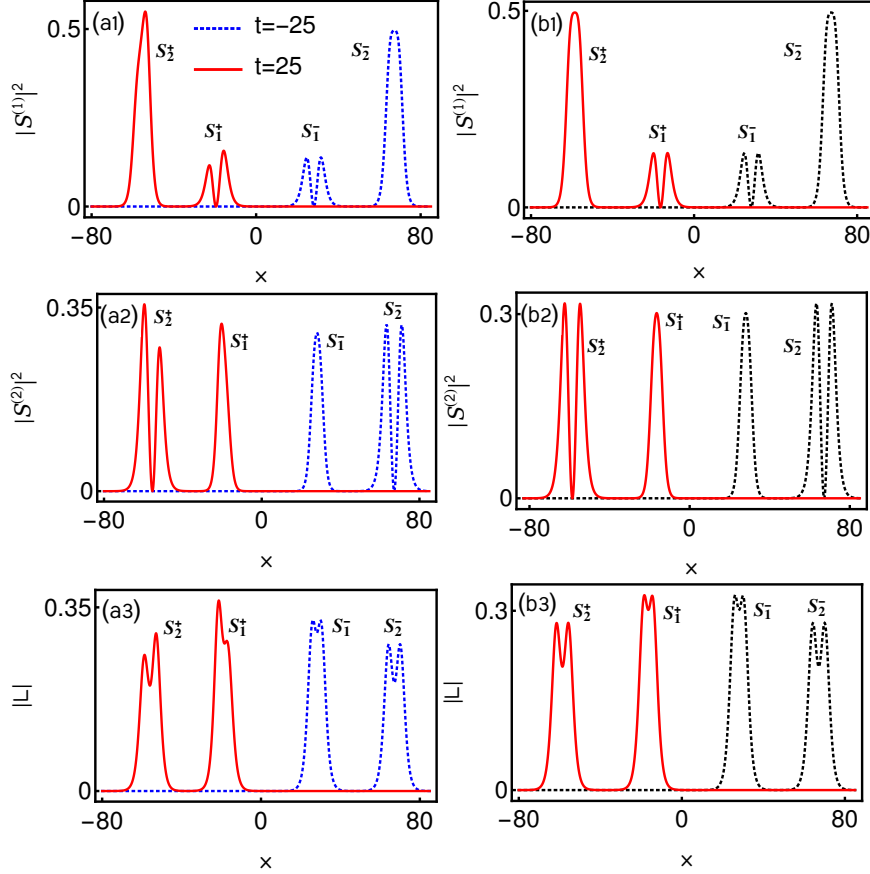 (a1)
0.5
S₂⁺
t=-25
t=25
S₂⁻
S₁⁺
S₁⁻
|S⁽¹⁾|²
0
-80
0
80
x
(b1)
0.5
S₂⁺
S₂⁻
S₁⁺
S₁⁻
|S⁽¹⁾|²
0
-80
0
80
x
(a2)
0.35
S₂⁺
S₁⁺
S₁⁻
S₂⁻
|S⁽²⁾|²
0
-80
0
80
x
(b2)
0.3
S₂⁺
S₁⁺
S₁⁻
S₂⁻
|S⁽²⁾|²
0
-80
0
80
x
(a3)
0.35
S₂⁺
S₁⁺
S₁⁻
S₂⁻
|L|
0
-80
0
80
x
(b3)
0.3
S₂⁺
S₁⁺
S₁⁻
S₂⁻
|L|
0
-80
0
80
x